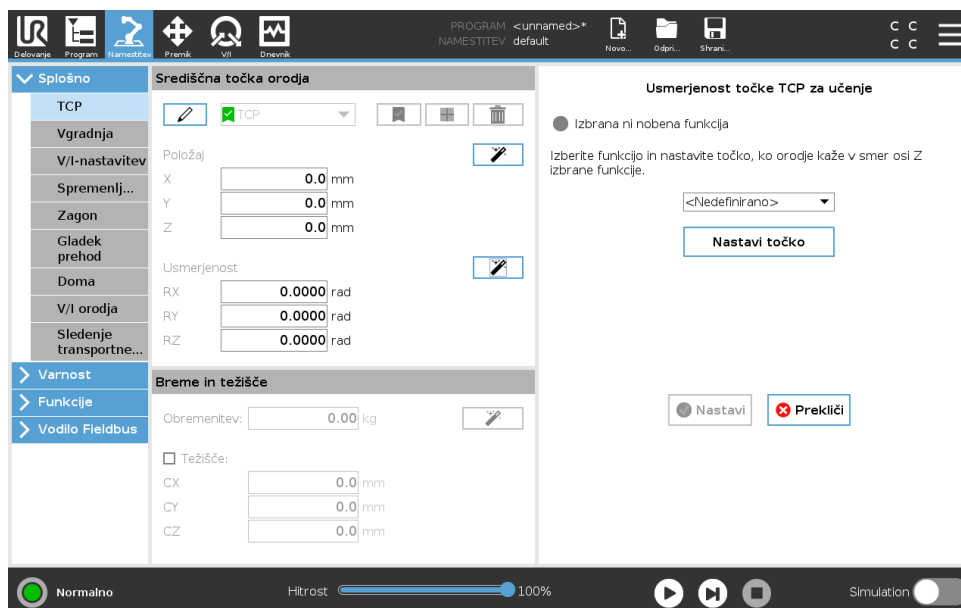 PROGRAM <unnamed>*
NAMESTITEV default
Delovanje
Program
Namestitev
Premik
V/I
Dnevnik
Novo...
Odpri...
Shrani...
C C
C C
Splošno
TCP
Vgradnja
V/I-nastavitev
Spremenlj...
Zagon
Gladek
prehod
Doma
V/I orodja
Sledenje
transportne...
Varnost
Funkcije
Vodilo Fieldbus
Središčna točka orodja
TCP
Položaj
X 0.0 mm
Y 0.0 mm
Z 0.0 mm
Usmerjenost
RX 0.0000 rad
RY 0.0000 rad
RZ 0.0000 rad
Breme in težišče
Obremenitev: 0.00 kg
Težišče:
CX 0.0 mm
CY 0.0 mm
CZ 0.0 mm
Usmerjenost točke TCP za učenje
Izbrana ni nobena funkcija
Izberite funkcijo in nastavite točko, ko orodje kaže v smer osi Z
izbrane funkcije.
<Nedefinirano>
Nastavi točko
Nastavi
Prekliči
Normalno
Hitrost 100%
Simulation